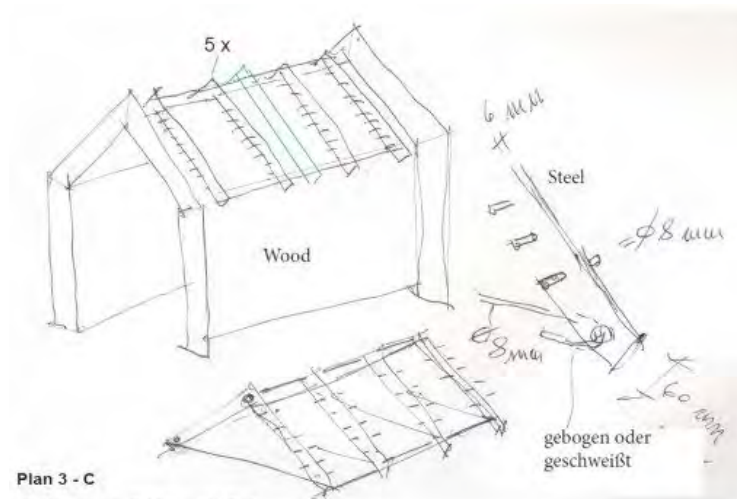 5 x
6 mm
Steel
= ϕ 8 mm
Wood
ϕ 8 mm
60 mm
gebogen oder
geschweißt
Plan 3 - C